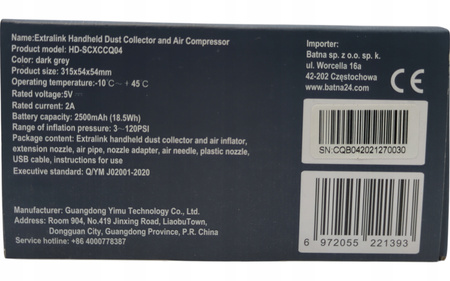 Name:Extralink Handheld Dust Collector and Air Compressor
Product model: HD-SCXCCQ04
Color: dark grey
Product size: 315x54x54mm
Operating temperature:-10℃~ +45℃
Rated voltage:5V⎓
Rated current: 2A
Battery capacity: 2500mAh (18.5Wh)
Range of inflation pressure: 3~120PSI
Package content: Extralink handheld dust collector and air inflator,
extension nozzle, air pipe, nozzle adapter, air needle, plastic nozzle,
USB cable, instructions for use
Executive standard: Q/YM J02001-2020
Manufacturer: Guangdong Yimu Technology Co., Ltd.
Address: Room 904, No.419 Jinxing Road, LiaobuTown,
Dongguan City, Guangdong Province, P.R. China
Service hotline: +86 4000778387
Importer:
Batna sp. z o.o. sp. k.
ul. Worcella 16a
42-202 Częstochowa
www.batna24.com
CE
SN:CQB042021270030
6 972055 221393